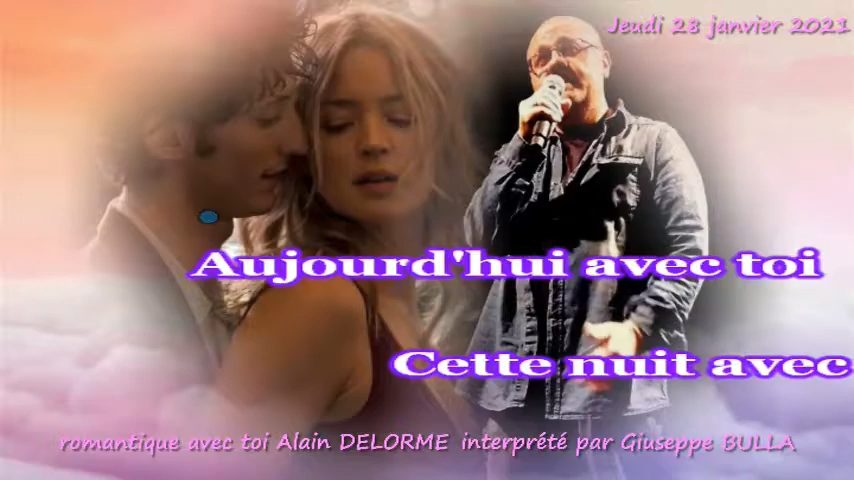 Jeudi 28 janvier 2021
Aujourd'hui avec toi
Cette nuit avec
romantique avec toi Alain DELORME interprété par Giuseppe BULLA